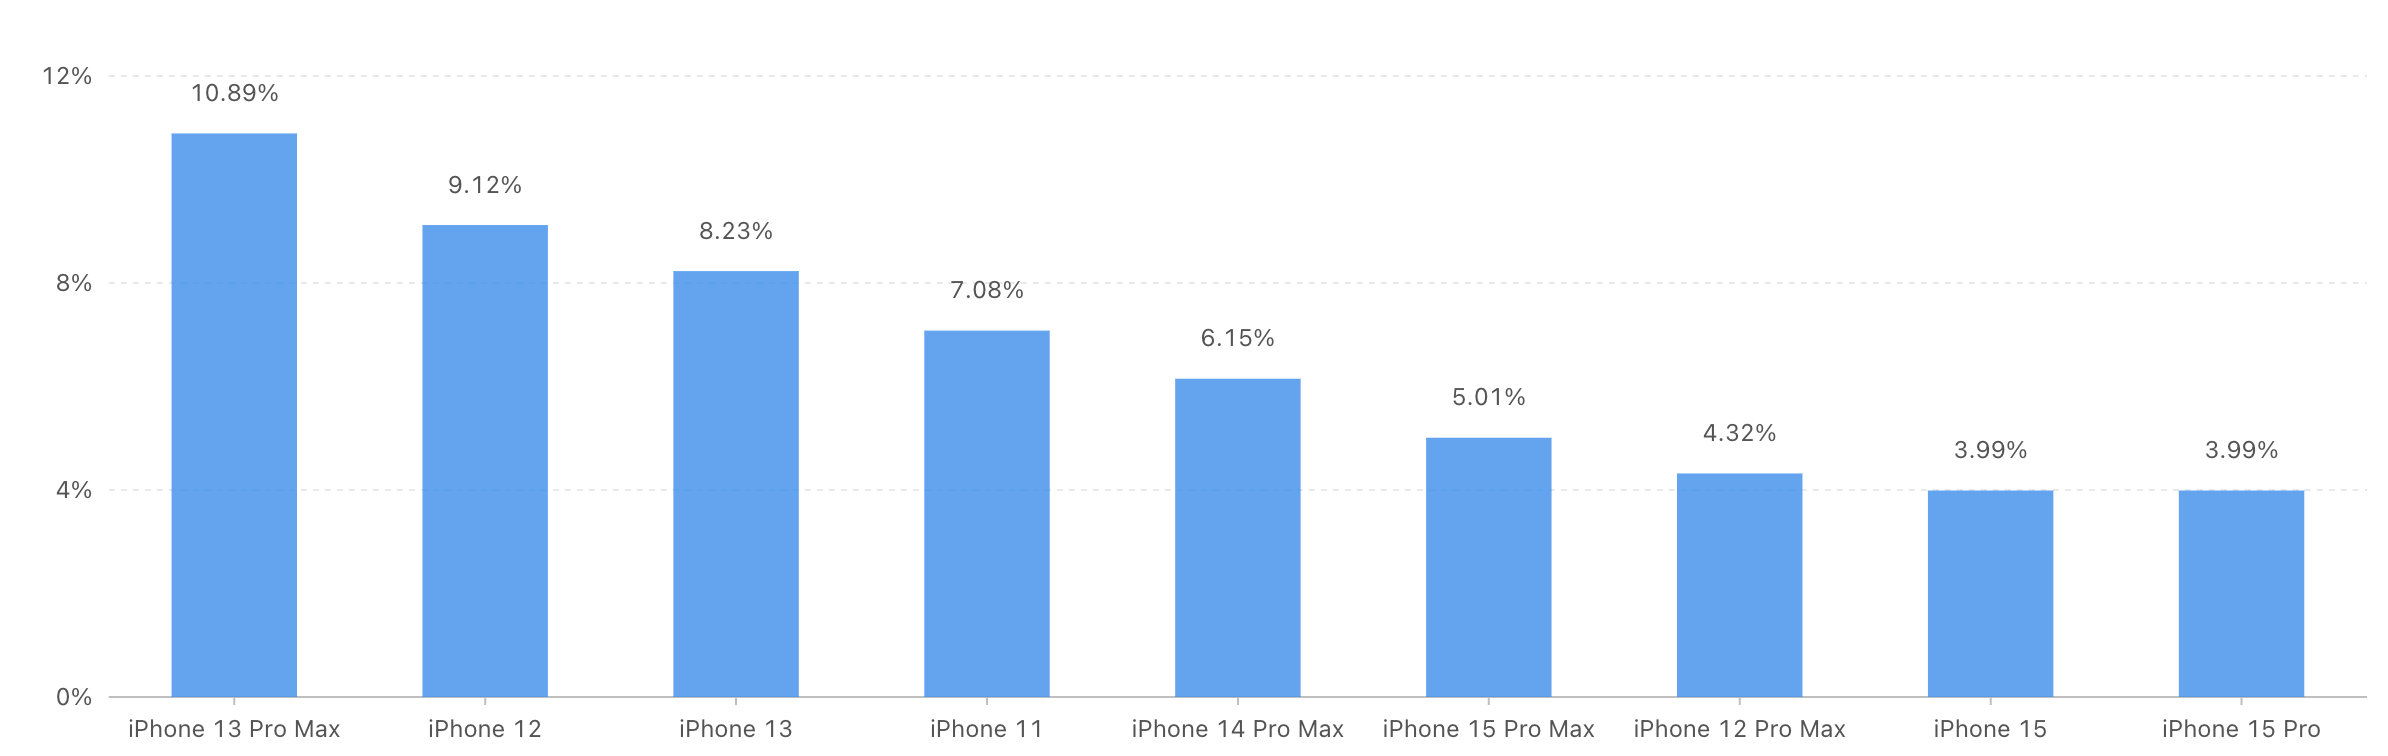 12%
10.89%
9.12%
8.23%
8%
7.08%
6.15%
5.01%
4.32%
3.99%
3.99%
4%
0%
iPhone 13 Pro Max
iPhone 12
iPhone 13
iPhone 11
iPhone 14 Pro Max
iPhone 15 Pro Max
iPhone 12 Pro Max
iPhone 15
iPhone 15 Pro